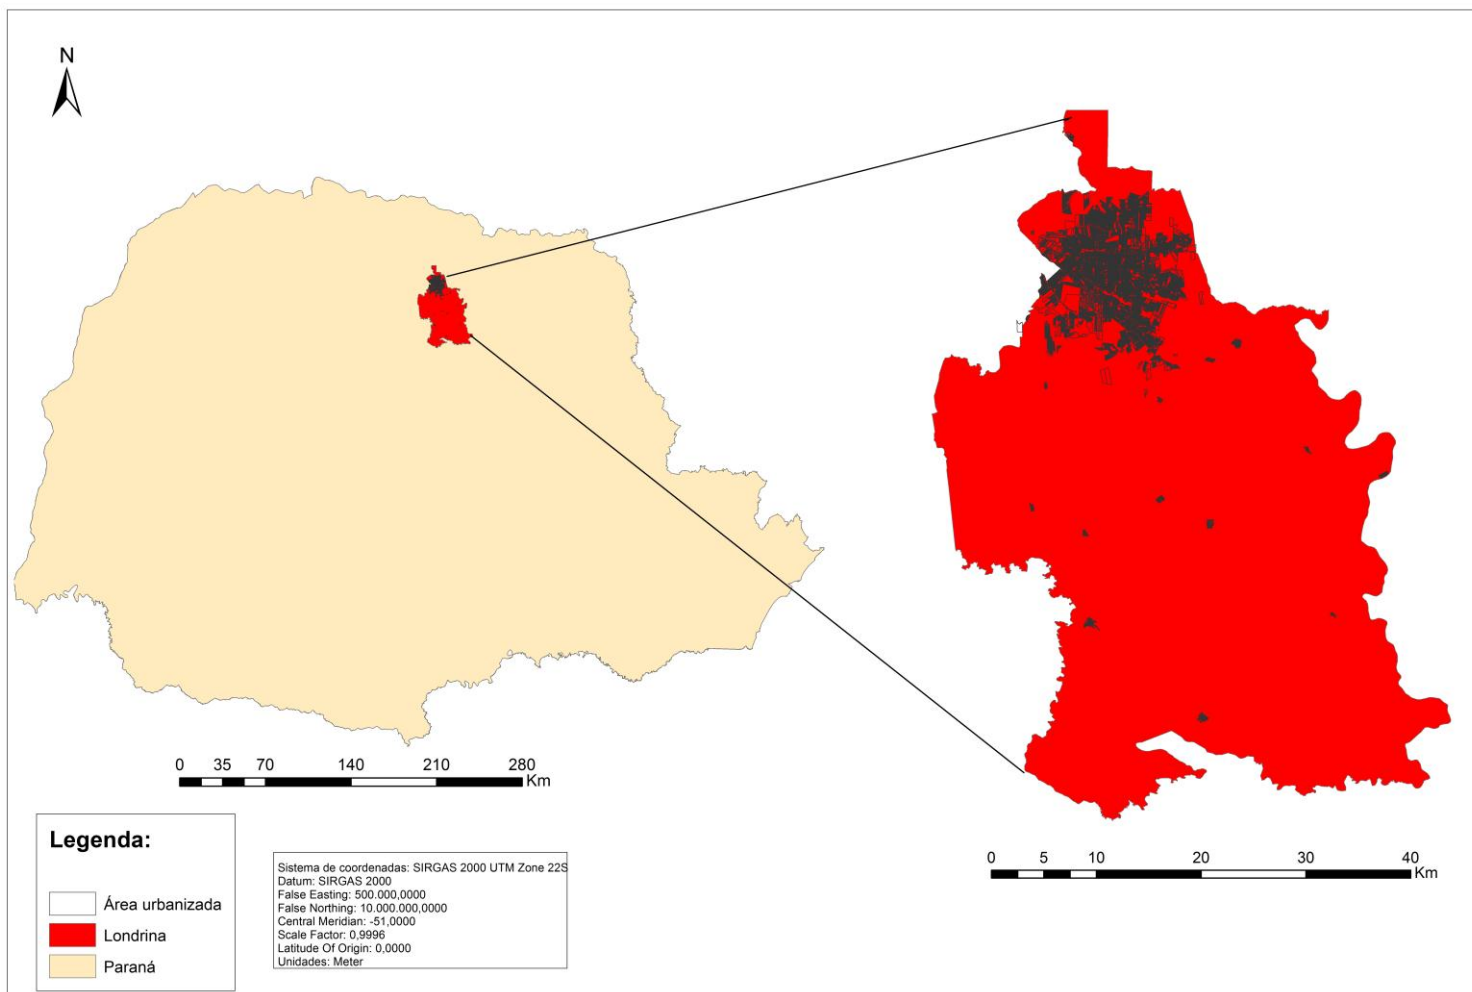 N
0 35 70 140 210 280
Km
Legenda:
Área urbanizada
Londrina
Paraná
Sistema de coordenadas: SIRGAS 2000 UTM Zone 22S
Datum: SIRGAS 2000
False Easting: 500.000,0000
False Northing: 10.000.000,0000
Central Meridian: -51,0000
Scale Factor: 0,9996
Latitude Of Origin: 0,0000
Unidades: Meter
0 5 10 20 30 40
Km